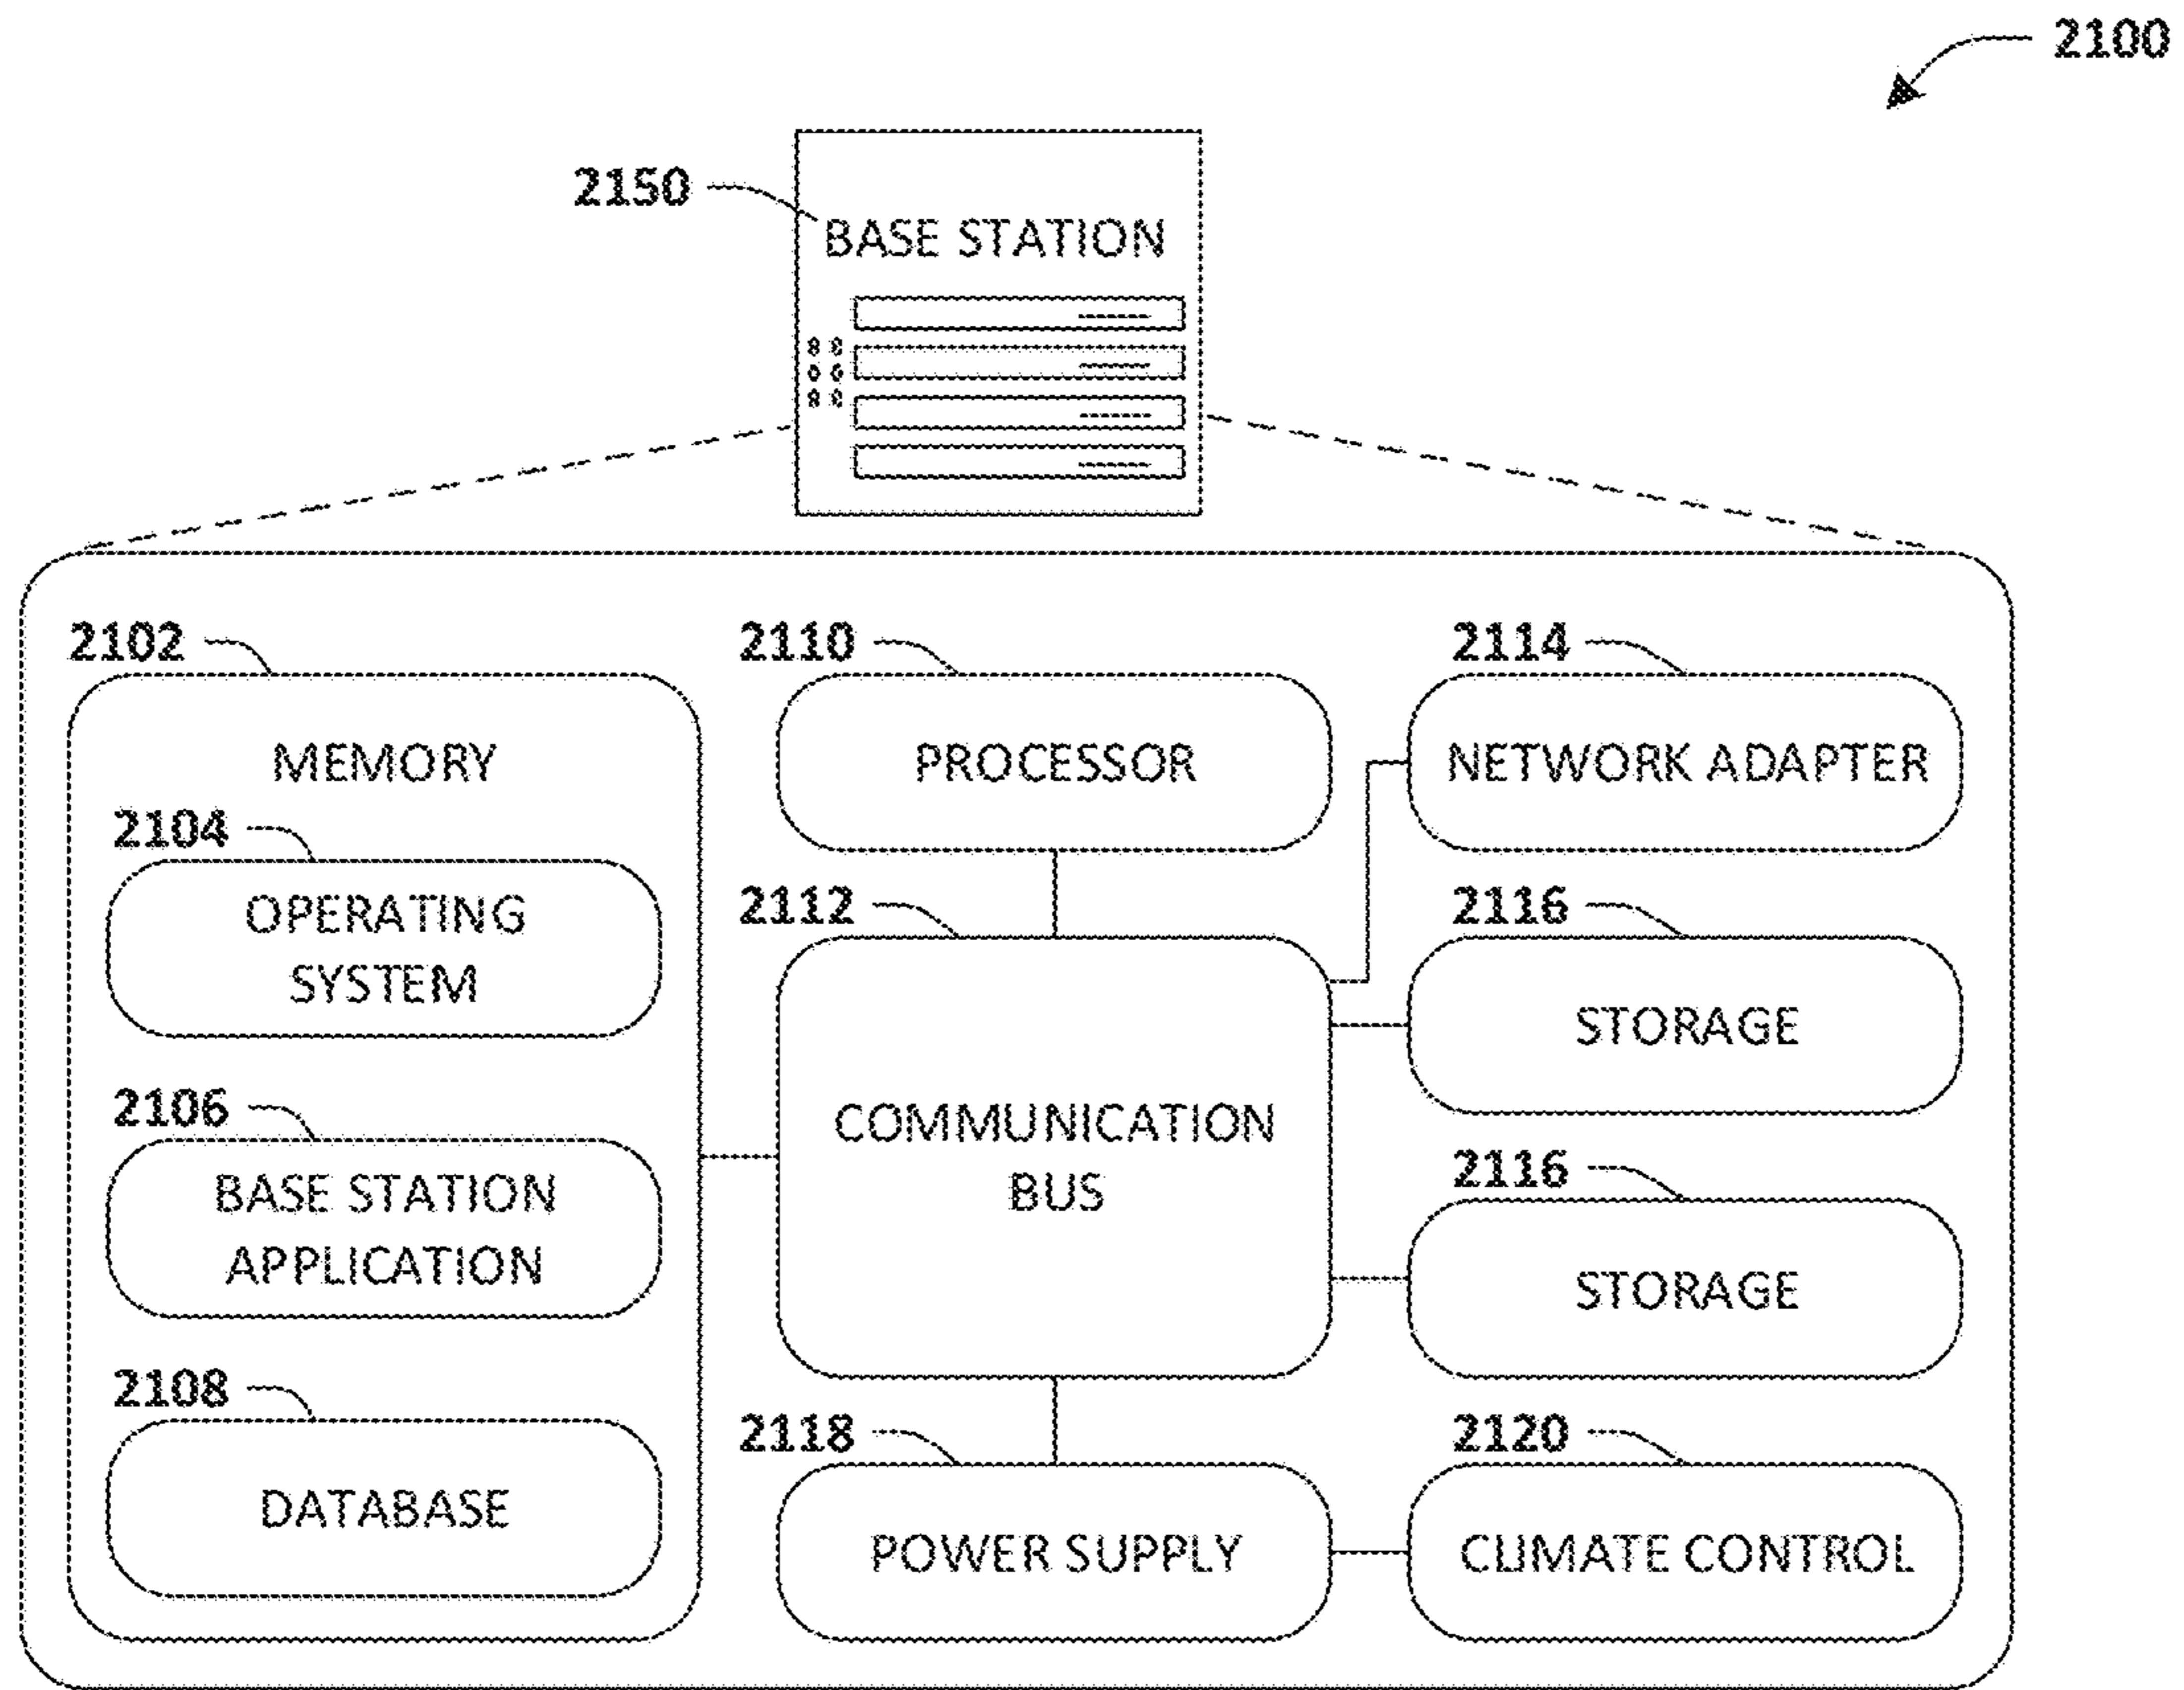 2100
2150
BASE STATION
2102
MEMORY
2104
OPERATING
SYSTEM
2106
BASE STATION
APPLICATION
2108
DATABASE
2110
PROCESSOR
2112
COMMUNICATION
BUS
2118
POWER SUPPLY
2114
NETWORK ADAPTER
2116
STORAGE
2116
STORAGE
2120
CLIMATE CONTROL